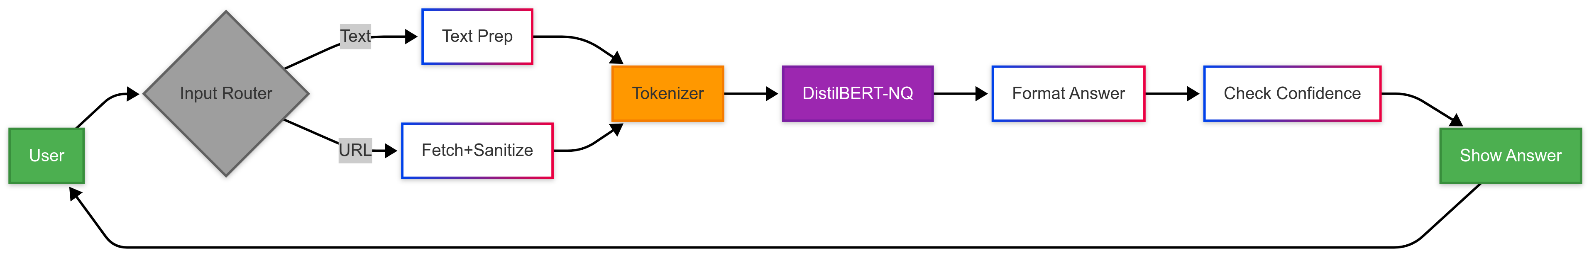 User
Input Router
Text
URL
Text Prep
Fetch+Sanitize
Tokenizer
DistilBERT-NQ
Format Answer
Check Confidence
Show Answer